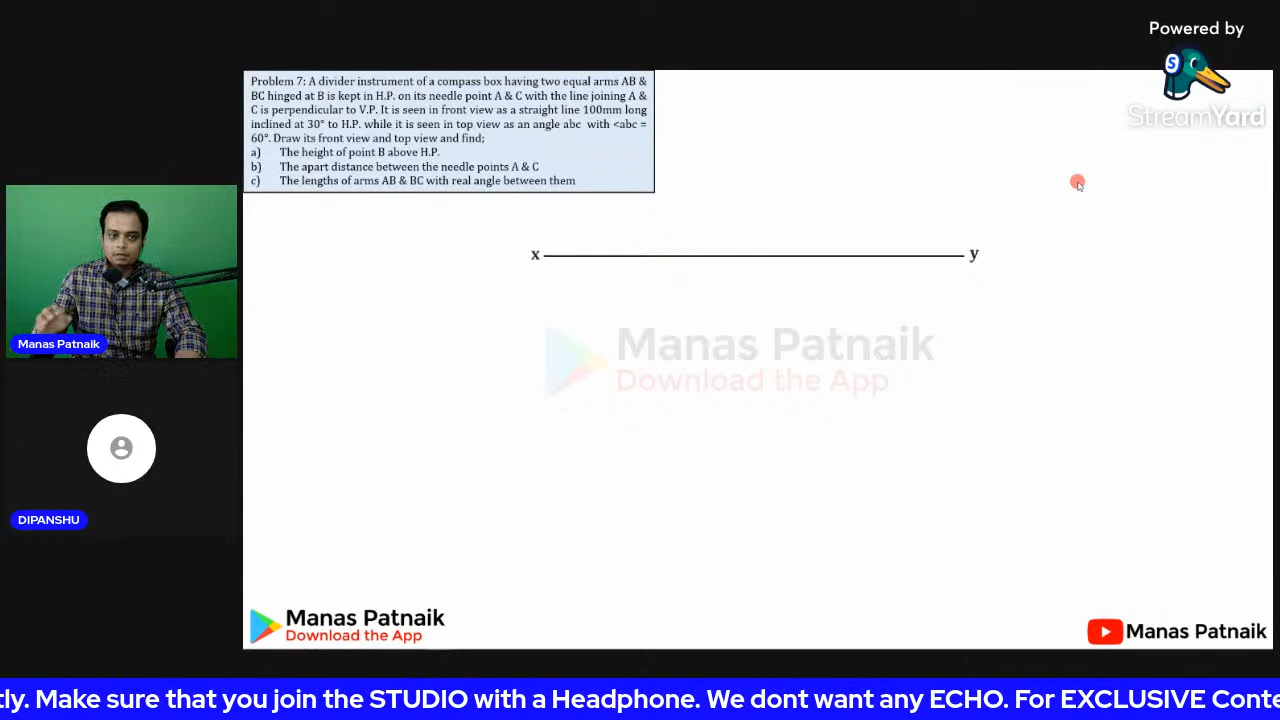 Powered by
S
StreamYard
Problem 7: A divider instrument of a compass box having two equal arms AB &
BC hinged at B is kept in H.P. on its needle point A & C with the line joining A &
C is perpendicular to V.P. It is seen in front view as a straight line 100mm long
inclined at 30° to H.P. while it is seen in top view as an angle abc with <abc =
60°. Draw its front view and top view and find;
a) The height of point B above H.P.
b) The apart distance between the needle points A & C
c) The lengths of arms AB & BC with real angle between them
x
y
Manas Patnaik
Download the App
Manas Patnaik
DIPANSHU
Manas Patnaik
Download the App
Manas Patnaik
tly. Make sure that you join the STUDIO with a Headphone. We dont want any ECHO. For EXCLUSIVE Conte